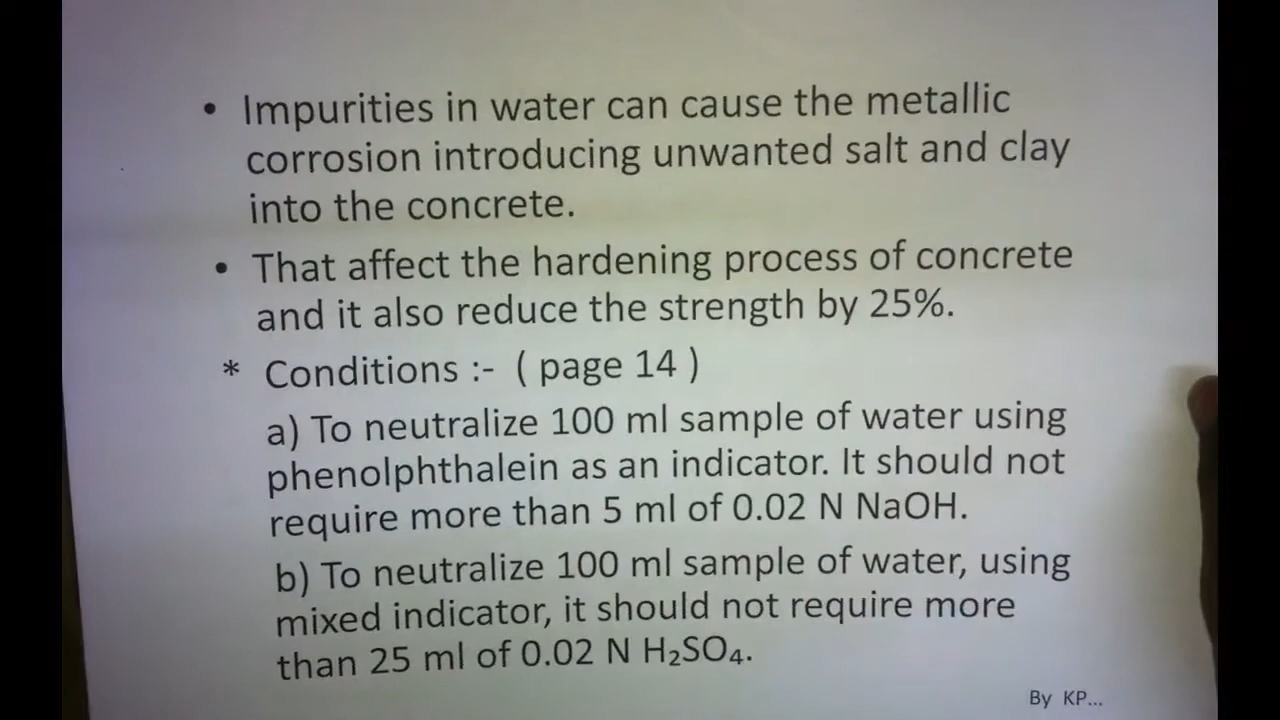 • Impurities in water can cause the metallic
corrosion introducing unwanted salt and clay
into the concrete.
• That affect the hardening process of concrete
and it also reduce the strength by 25%.
* Conditions :- ( page 14 )
a) To neutralize 100 ml sample of water using
phenolphthalein as an indicator. It should not
require more than 5 ml of 0.02 N NaOH.
b) To neutralize 100 ml sample of water, using
mixed indicator, it should not require more
than 25 ml of 0.02 N H₂SO₄.
By KP...